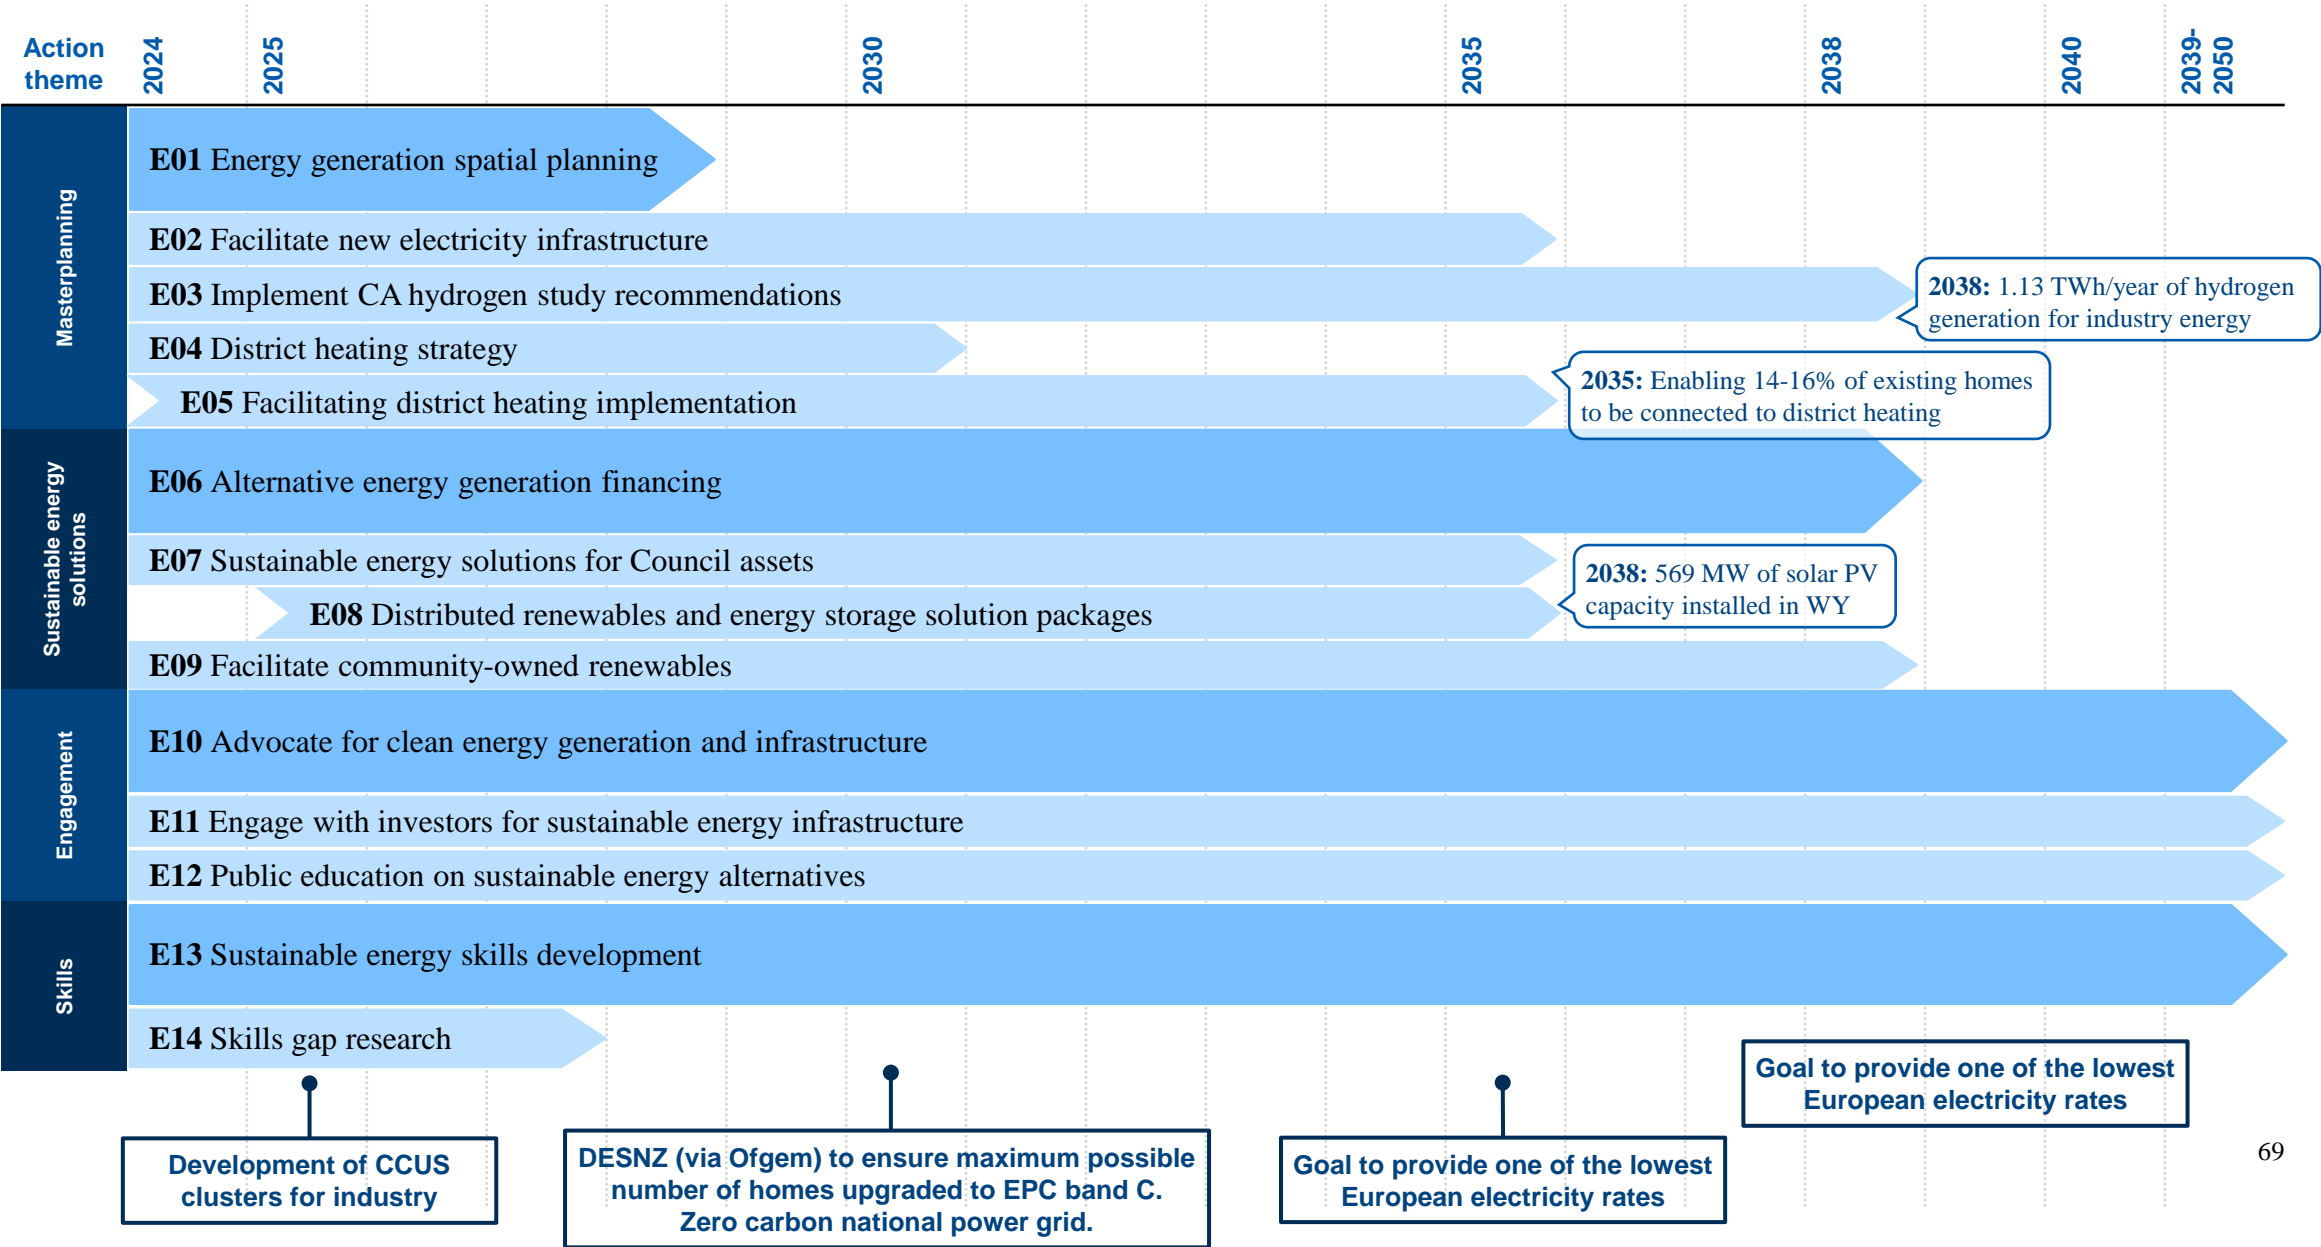 Action
theme
2024
2025
2030
2035
2038
2040
2039-
2050
Masterplanning
E01 Energy generation spatial planning
E02 Facilitate new electricity infrastructure
E03 Implement CA hydrogen study recommendations
2038: 1.13 TWh/year of hydrogen
generation for industry energy
E04 District heating strategy
E05 Facilitating district heating implementation
2035: Enabling 14-16% of existing homes
to be connected to district heating
Sustainable energy
solutions
E06 Alternative energy generation financing
E07 Sustainable energy solutions for Council assets
E08 Distributed renewables and energy storage solution packages
2038: 569 MW of solar PV
capacity installed in WY
E09 Facilitate community-owned renewables
Engagement
E10 Advocate for clean energy generation and infrastructure
E11 Engage with investors for sustainable energy infrastructure
E12 Public education on sustainable energy alternatives
Skills
E13 Sustainable energy skills development
E14 Skills gap research
Development of CCUS
clusters for industry
DESNZ (via Ofgem) to ensure maximum possible
number of homes upgraded to EPC band C.
Zero carbon national power grid.
Goal to provide one of the lowest
European electricity rates
Goal to provide one of the lowest
European electricity rates
69